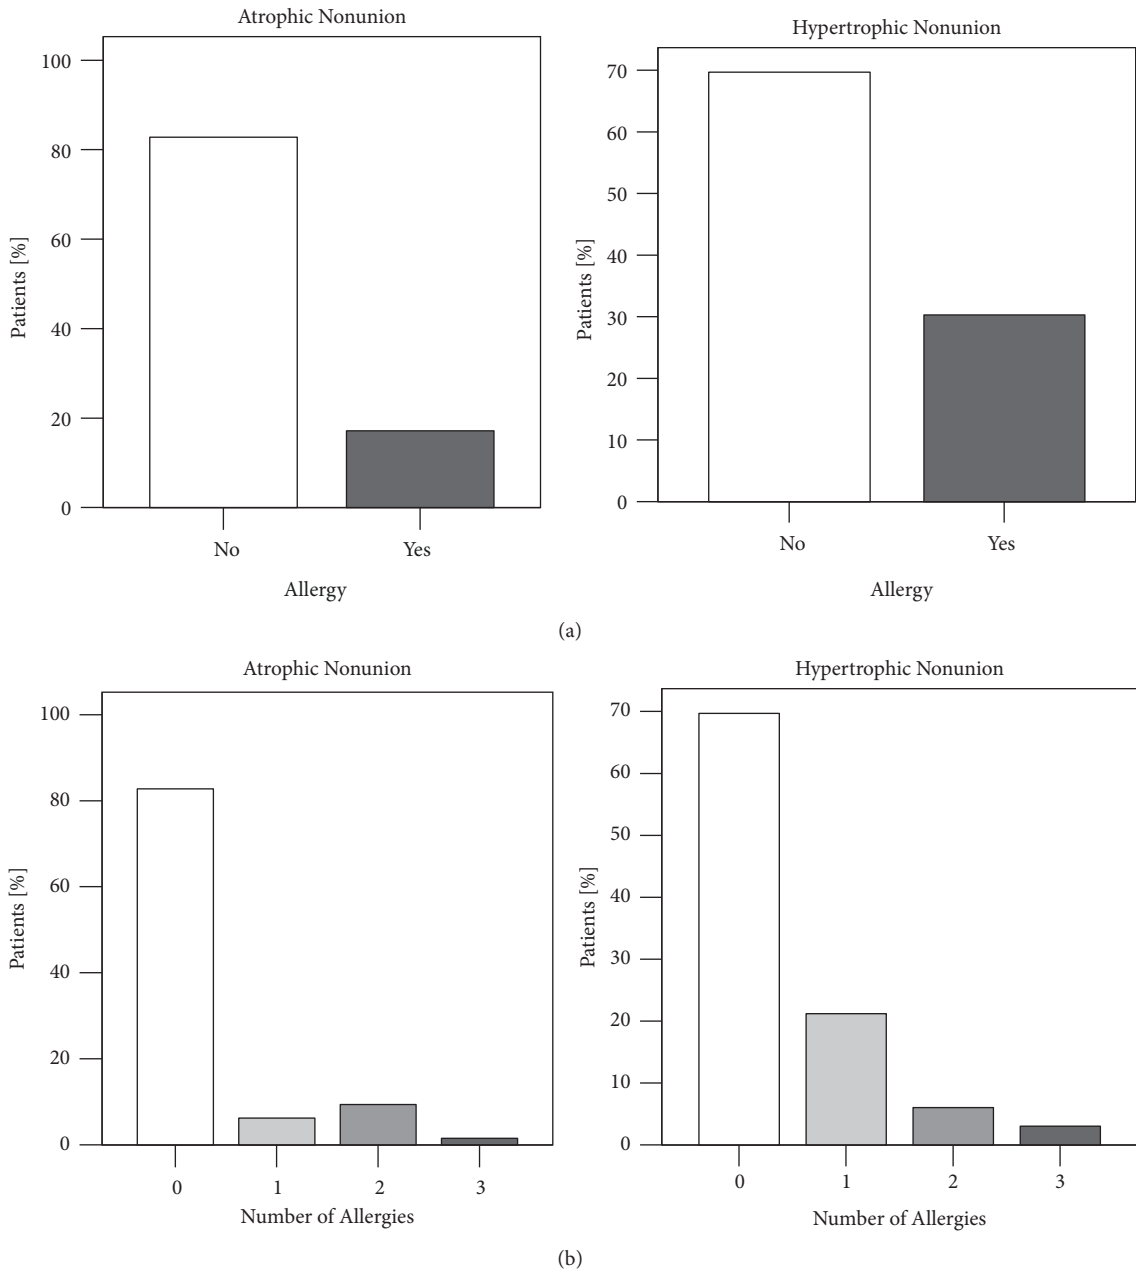 Atrophic Nonunion
100
80
60
40
20
0
Patients [%]
No Yes
Allergy
Hypertrophic Nonunion
70
60
50
40
30
20
10
0
Patients [%]
No Yes
Allergy
(a)
Atrophic Nonunion
100
80
60
40
20
0
Patients [%]
0 1 2 3
Number of Allergies
Hypertrophic Nonunion
70
60
50
40
30
20
10
0
Patients [%]
0 1 2 3
Number of Allergies
(b)